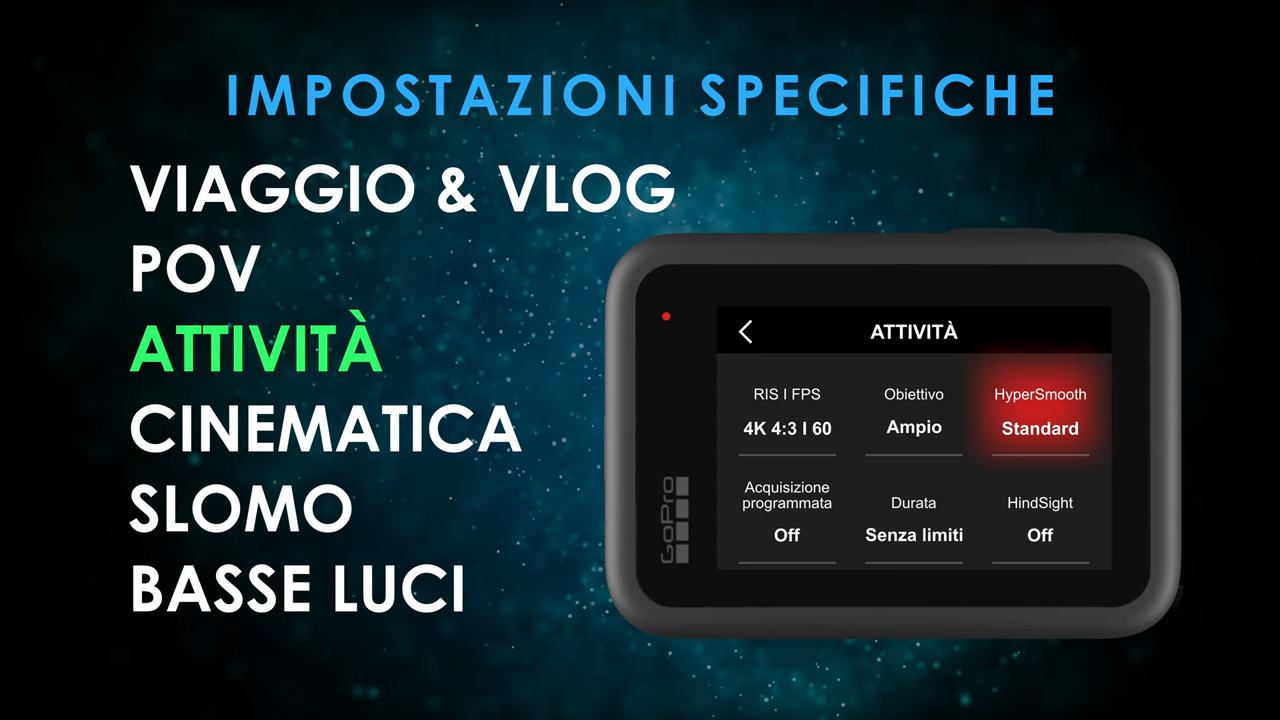 IMPOSTAZIONI SPECIFICHE
VIAGGIO & VLOG
POV
ATTIVITÀ
CINEMATICA
SLOMO
BASSE LUCI
ATTIVITÀ
RIS I FPS
4K 4:3 I 60
Obiettivo
Ampio
HyperSmooth
Standard
Acquisizione
programmata
Off
Durata
Senza limiti
HindSight
Off
GoPro